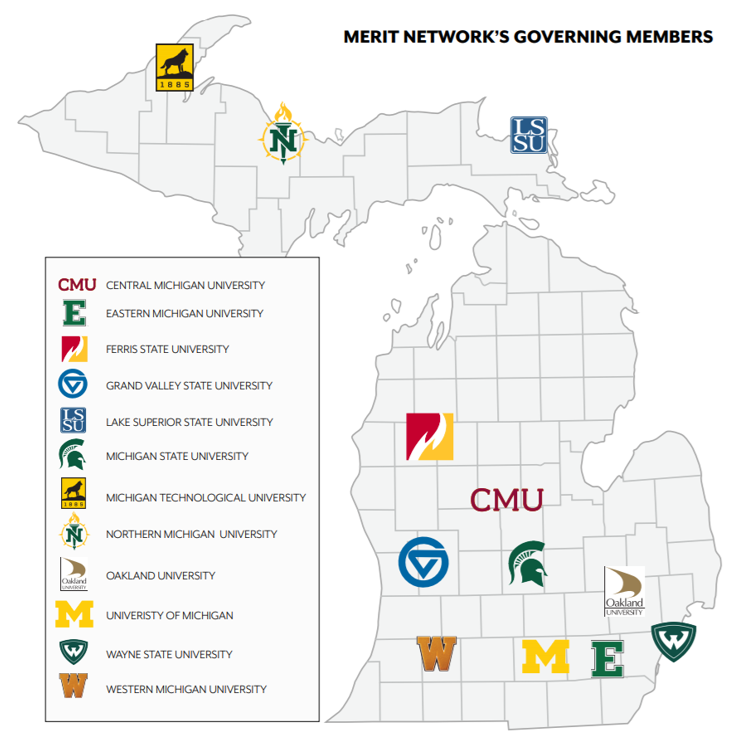 MERIT NETWORK'S GOVERNING MEMBERS
1885
N
LS
SU
CMU CENTRAL MICHIGAN UNIVERSITY
E EASTERN MICHIGAN UNIVERSITY
FERRIS STATE UNIVERSITY
GRAND VALLEY STATE UNIVERSITY
LS
SU LAKE SUPERIOR STATE UNIVERSITY
MICHIGAN STATE UNIVERSITY
1885 MICHIGAN TECHNOLOGICAL UNIVERSITY
N NORTHERN MICHIGAN UNIVERSITY
Oakland
UNIVERSITY OAKLAND UNIVERSITY
M UNIVERISTY OF MICHIGAN
W WAYNE STATE UNIVERSITY
W WESTERN MICHIGAN UNIVERSITY
CMU
Oakland
UNIVERSITY
W
M
E
W